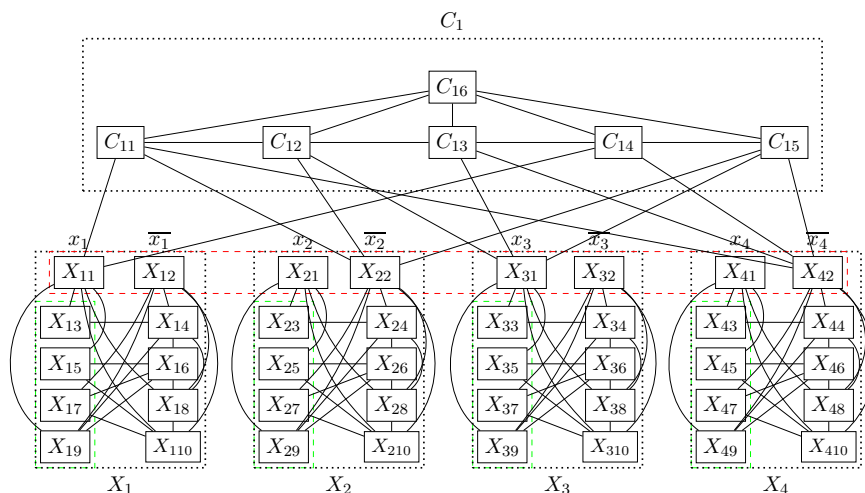 C₁
C₁₆
C₁₁ C₁₂ C₁₃ C₁₄ C₁₅
x₁ x̅₁ x₂ x̅₂ x₃ x̅₃ x₄ x̅₄
X₁₁ X₁₂ X₂₁ X₂₂ X₃₁ X₃₂ X₄₁ X₄₂
X₁₃ X₁₄ X₂₃ X₂₄ X₃₃ X₃₄ X₄₃ X₄₄
X₁₅ X₁₆ X₂₅ X₂₆ X₃₅ X₃₆ X₄₅ X₄₆
X₁₇ X₁₈ X₂₇ X₂₈ X₃₇ X₃₈ X₄₇ X₄₈
X₁₉ X₁₁₀ X₂₉ X₂₁₀ X₃₉ X₃₁₀ X₄₉ X₄₁₀
X₁ X₂ X₃ X₄